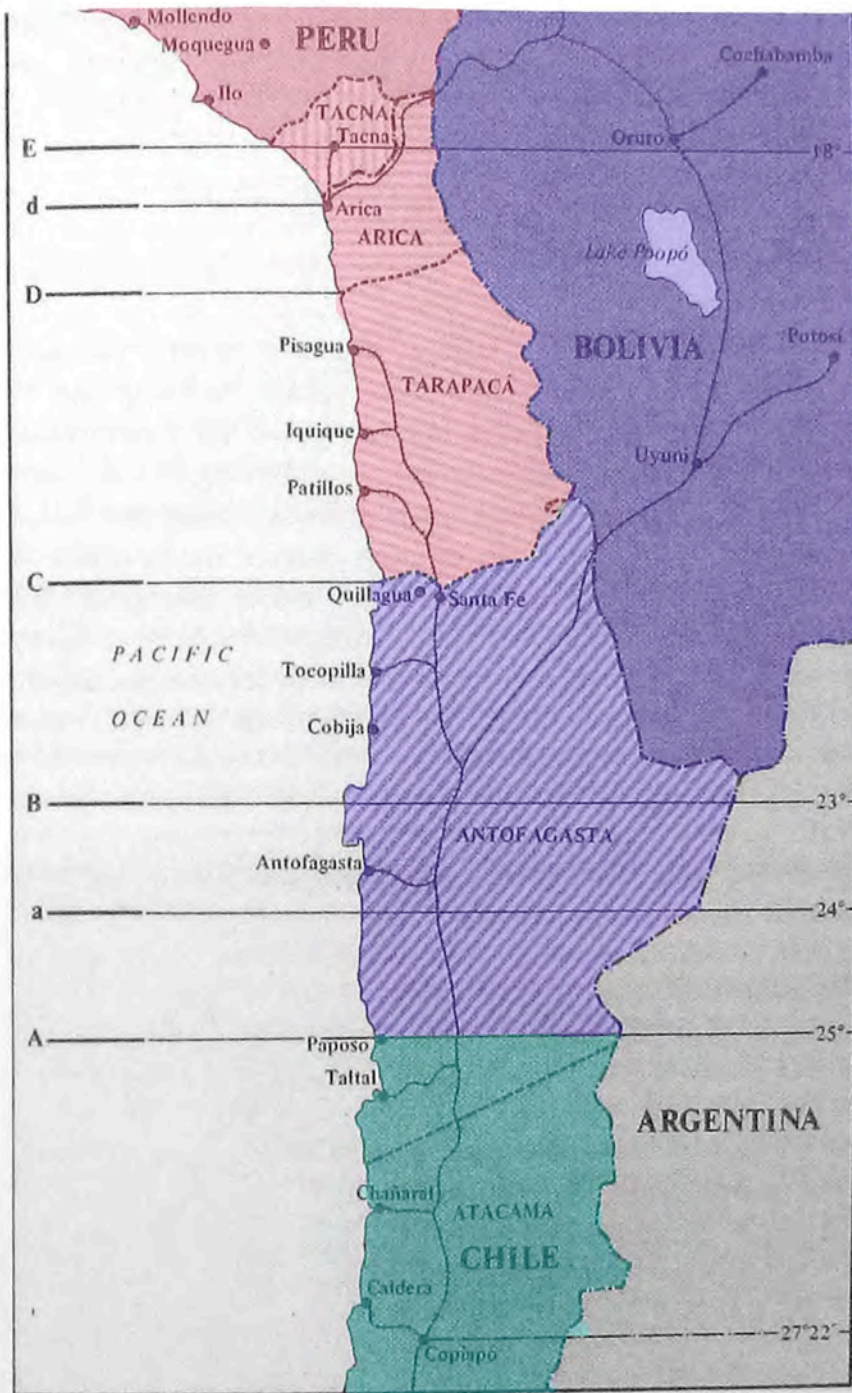 Mollendo
Moquegua
PERU
Cochabamba
Ilo
TACNA
Tacna
Oruro
E
18°
d
Arica
ARICA
Lake Poopó
D
Pisagua
BOLIVIA
Potosí
TARAPACÁ
Iquique
Uyuni
Patillos
C
Quillagua
Santa Fe
PACIFIC
OCEAN
Tocopilla
Cobija
B
23°
ANTOFAGASTA
Antofagasta
a
24°
A
25°
Paposo
Taltal
ARGENTINA
Chañaral
ATACAMA
CHILE
Caldera
27°22′
Copiapó